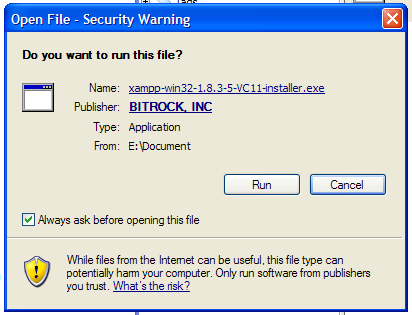 Tags
Open File - Security Warning
Do you want to run this file?
Name: xampp-win32-1.8.3-5-VC11-installer.exe
Publisher: BITROCK, INC
Type: Application
From: E:\Document
Run Cancel
Always ask before opening this file
While files from the Internet can be useful, this file type can
potentially harm your computer. Only run software from publishers
you trust. What's the risk?